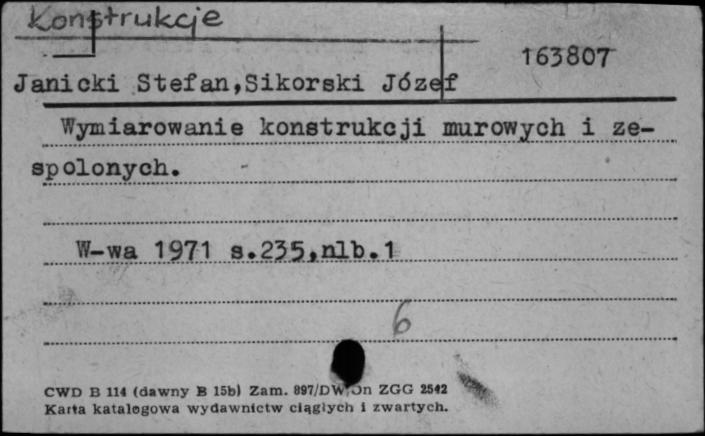 Konstrukcje
163807
Janicki Stefan,Sikorski Józef
Wymiarowanie konstrukcji murowych i ze-
spolonych.
W-wa 1971 s.235,nlb.1
6
CWD B 114 (dawny B 15b) Zam. 897/DW/Jn ZGG 2542
Karta katalogowa wydawnictw ciągłych i zwartych.